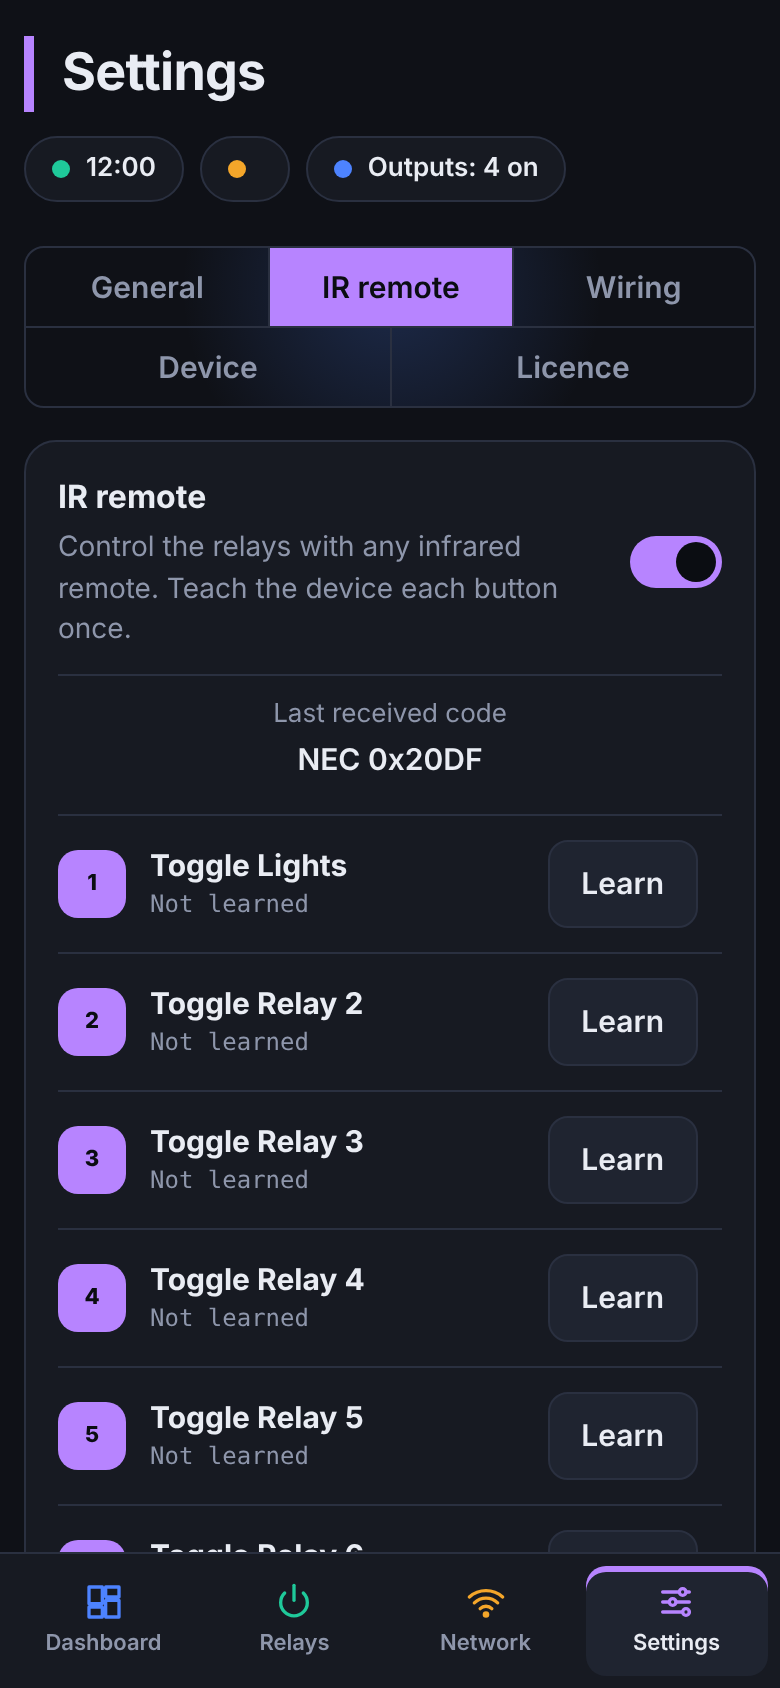 Settings
12:00
Outputs: 4 on
General
IR remote
Wiring
Device
Licence
IR remote
Control the relays with any infrared
remote. Teach the device each button
once.
Last received code
NEC 0x20DF
1
Toggle Lights
Not learned
Learn
2
Toggle Relay 2
Not learned
Learn
3
Toggle Relay 3
Not learned
Learn
4
Toggle Relay 4
Not learned
Learn
5
Toggle Relay 5
Not learned
Learn
Toggle Relay 6
Dashboard
Relays
Network
Settings